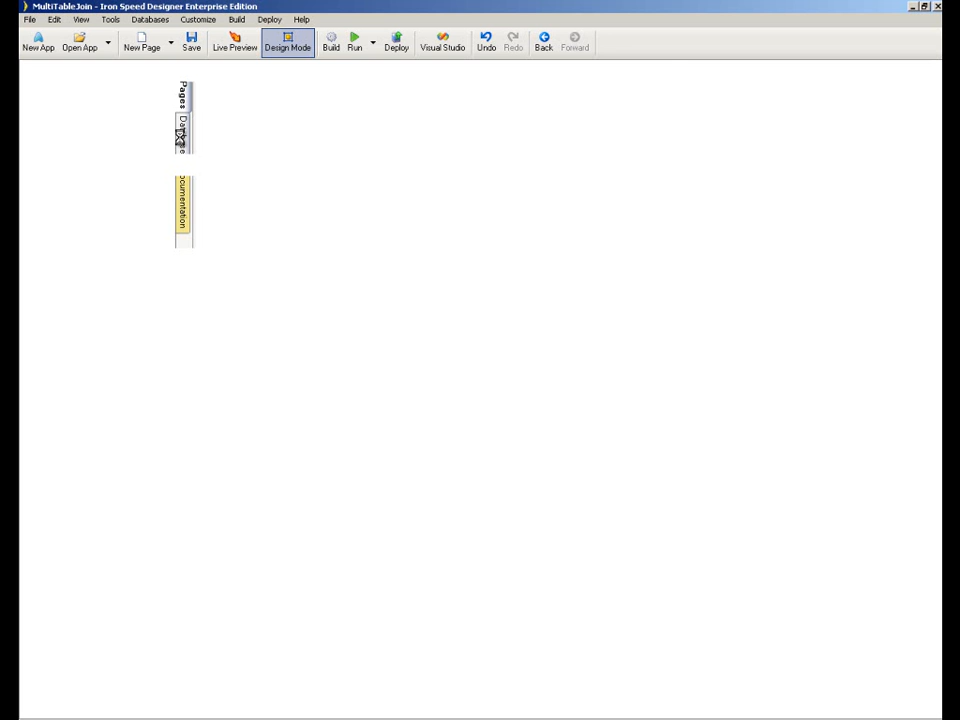 MultiTableJoin - Iron Speed Designer Enterprise Edition
File Edit View Tools Databases Customize Build Deploy Help
New App Open App New Page Save Live Preview Design Mode Build Run Deploy Visual Studio Undo Redo Back Forward
Pages